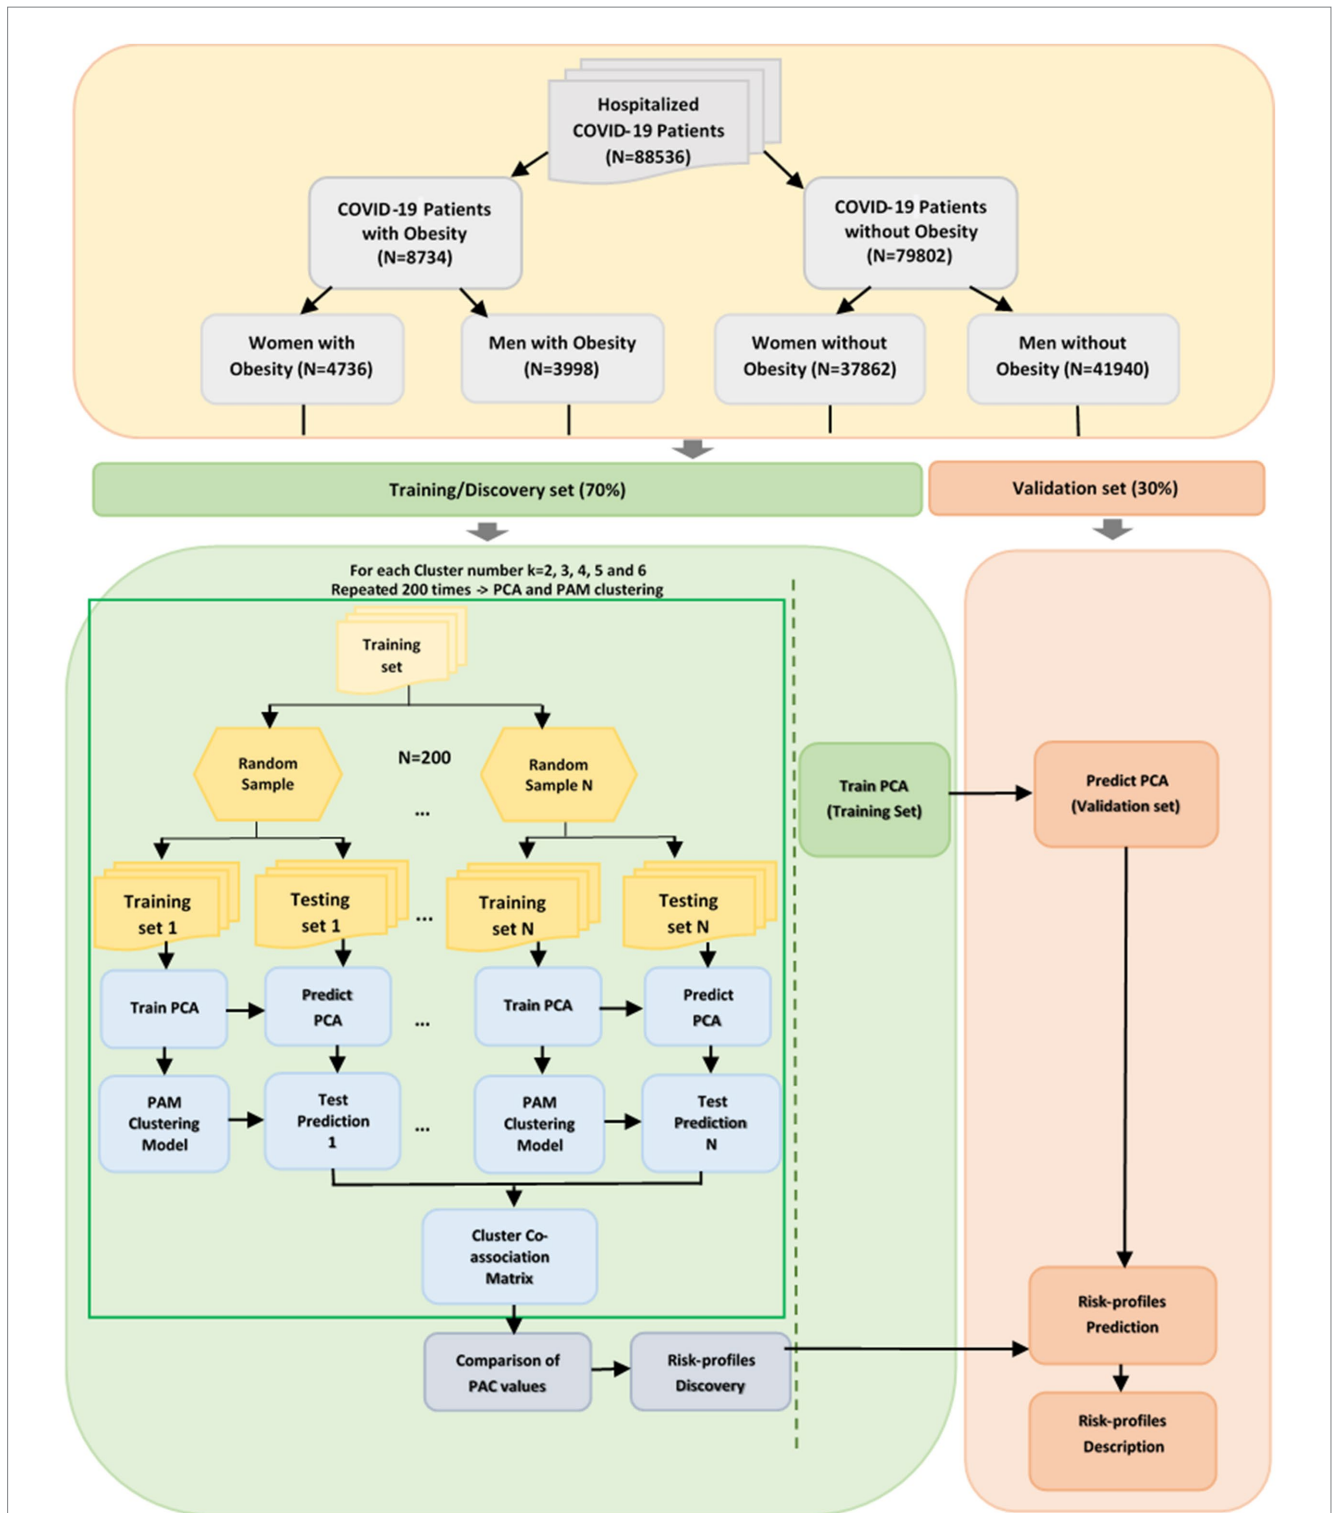 Hospitalized
COVID-19 Patients
(N=88536)
COVID-19 Patients
with Obesity
(N=8734)
COVID-19 Patients
without Obesity
(N=79802)
Women with
Obesity (N=4736)
Men with Obesity
(N=3998)
Women without
Obesity (N=37862)
Men without
Obesity (N=41940)
Training/Discovery set (70%)
Validation set (30%)
For each Cluster number k=2, 3, 4, 5 and 6
Repeated 200 times -> PCA and PAM clustering
Training
set
Random
Sample
N=200
...
Random
Sample N
Training
set 1
Testing
set 1
...
Training
set N
Testing
set N
Train PCA
Predict
PCA
...
Train PCA
Predict
PCA
PAM
Clustering
Model
Test
Prediction
1
...
PAM
Clustering
Model
Test
Prediction
N
Cluster Co-
association
Matrix
Comparison of
PAC values
Risk-profiles
Discovery
Train PCA
(Training Set)
Predict PCA
(Validation set)
Risk-profiles
Prediction
Risk-profiles
Description